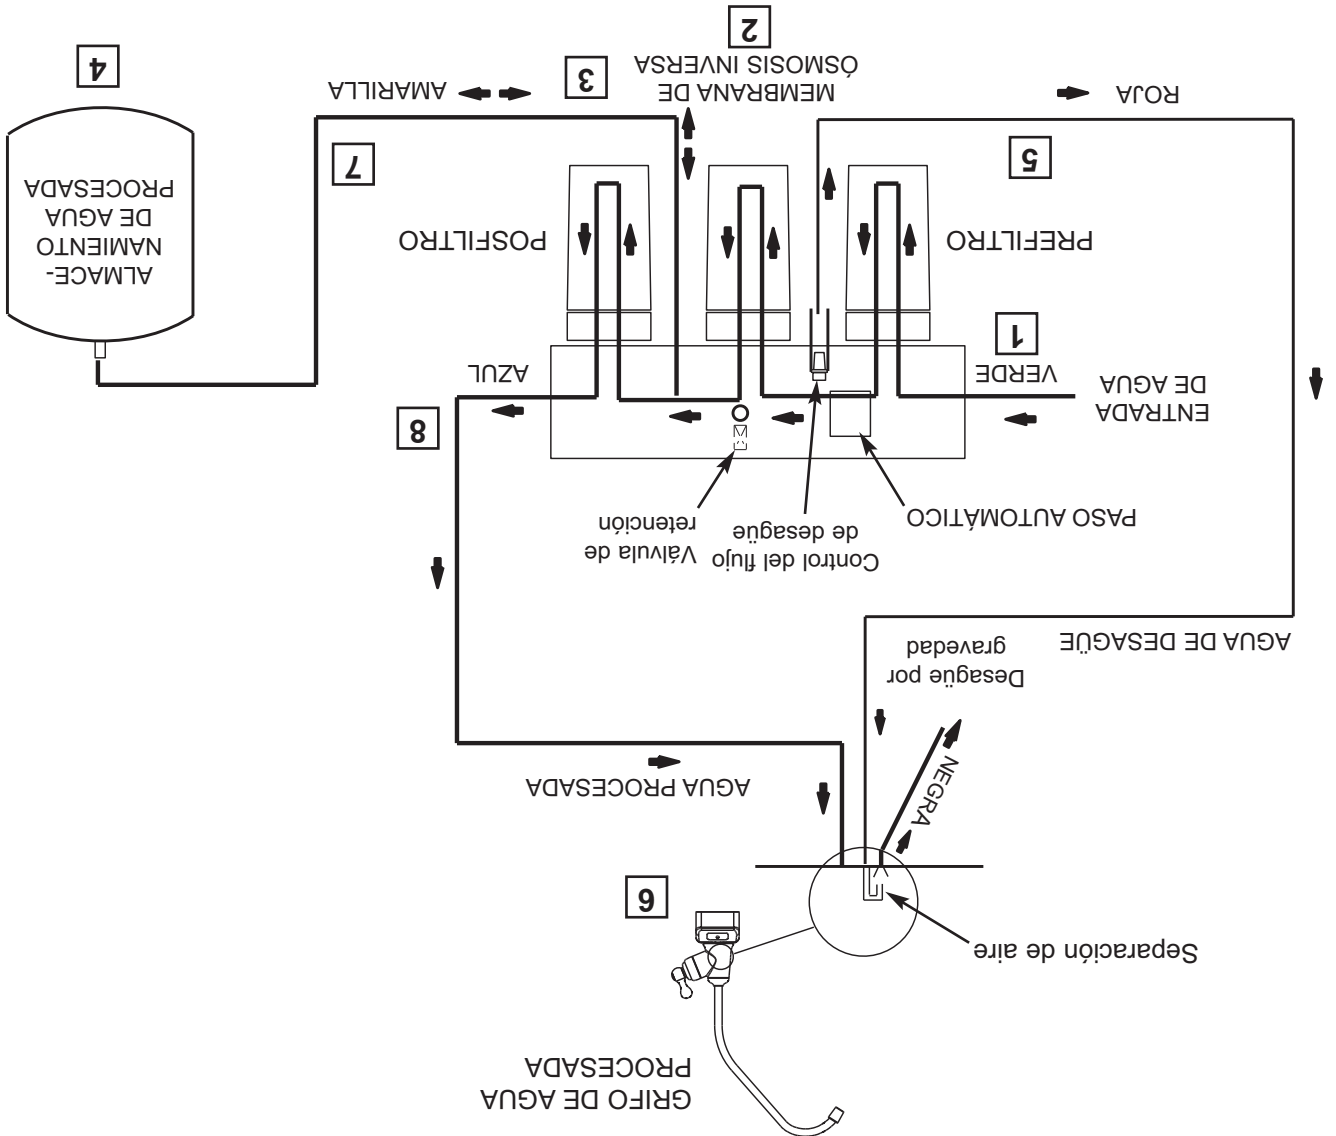 GRIFO DE AGUA
PROCESADA
Separación de aire
6
NEGRA
AGUA PROCESADA
Desagüe por
gravedad
AGUA DE DESAGÜE
Control del flujo
de desagüe
Válvula de
retención
PASO AUTOMÁTICO
8
ENTRADA
DE AGUA
VERDE
AZUL
1
ALMACE-
NAMIENTO
DE AGUA
PROCESADA
PREFILTRO
POSFILTRO
5
7
ROJA
MEMBRANA DE
ÓSMOSIS INVERSA
2
3
AMARILLA
4